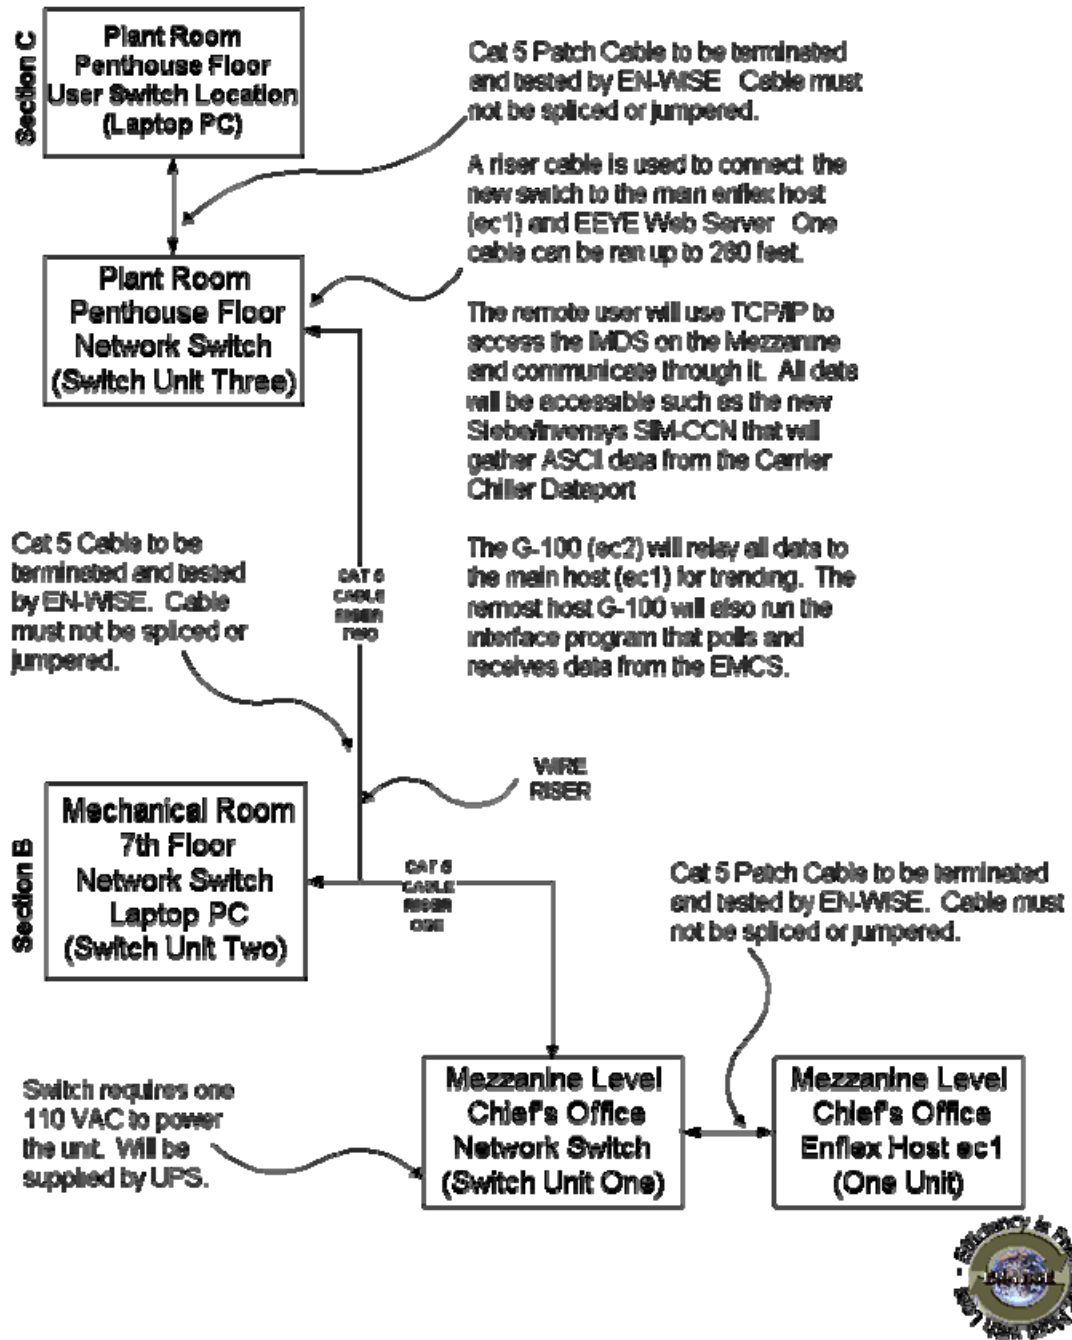 Section C
Plant Room
Penthouse Floor
User Switch Location
(Laptop PC)
Cat 5 Patch Cable to be terminated
and tested by EN-WISE Cable must
not be spliced or jumpered.
A riser cable is used to connect the
new switch to the main enflex host
(ec1) and EEYE Web Server One
cable can be ran up to 260 feet.
Plant Room
Penthouse Floor
Network Switch
(Switch Unit Three)
The remote user will use TCP/IP to
access the IMDS on the Mezzanine
and communicate through it. All data
will be accessible such as the new
Siebe/Invensys SIM-CCN that will
gather ASCII data from the Carrier
Chiller Dataport
The G-100 (ec2) will relay all data to
the main host (ec1) for trending. The
remost host G-100 will also run the
interface program that polls and
receives data from the EMCS.
Cat 5 Cable to be
terminated and tested
by EN-WISE. Cable
must not be spliced or
jumpered.
CAT 5
CABLE
RISER
TWO
WIRE
RISER
Section B
Mechanical Room
7th Floor
Network Switch
Laptop PC
(Switch Unit Two)
CAT 5
CABLE
RISER
ONE
Cat 5 Patch Cable to be terminated
and tested by EN-WISE. Cable must
not be spliced or jumpered.
Switch requires one
110 VAC to power
the unit. Will be
supplied by UPS.
Mezzanine Level
Chief's Office
Network Switch
(Switch Unit One)
Mezzanine Level
Chief's Office
Enflex Host ec1
(One Unit)
Efficiency is